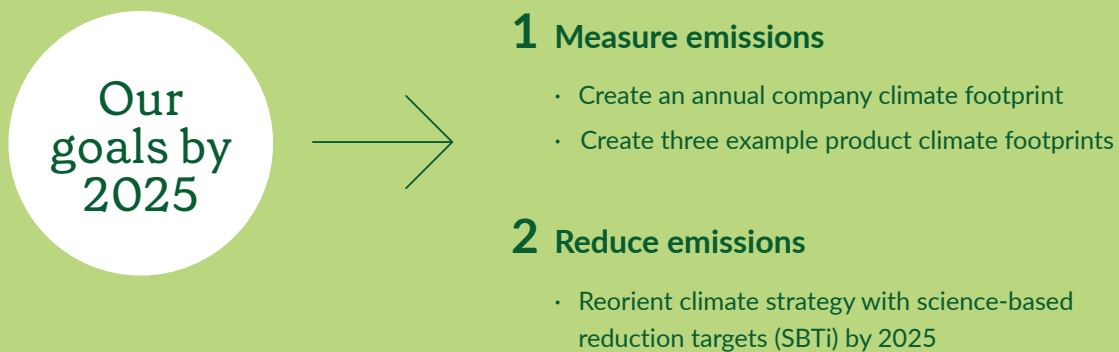 Our
goals by
2025
1 Measure emissions
· Create an annual company climate footprint
· Create three example product climate footprints
2 Reduce emissions
· Reorient climate strategy with science-based
reduction targets (SBTi) by 2025